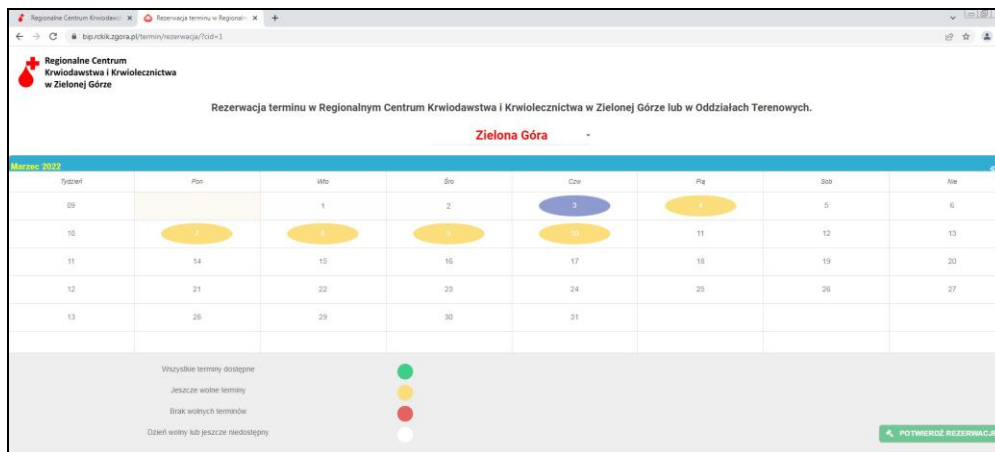 Regionalne Centrum Krwiodawst
Rezerwacja terminu w Regionaln
bip.rckik.zgora.pl/termin/rezerwacja/?cid=1
Regionalne Centrum
Krwiodawstwa i Krwiolecznictwa
w Zielonej Górze
Rezerwacja terminu w Regionalnym Centrum Krwiodawstwa i Krwiolecznictwa w Zielonej Górze lub w Oddziałach Terenowych.
Zielona Góra
Marzec 2022
Tydzień Pon Wto Śro Czw Pią Sob Nie
09 1 2 3 4 5 6
10 7 8 9 10 11 12 13
11 14 15 16 17 18 19 20
12 21 22 23 24 25 26 27
13 28 29 30 31
Wszystkie terminy dostępne
Jeszcze wolne terminy
Brak wolnych terminów
Dzień wolny lub jeszcze niedostępny
POTWIERDŹ REZERWACJĘ